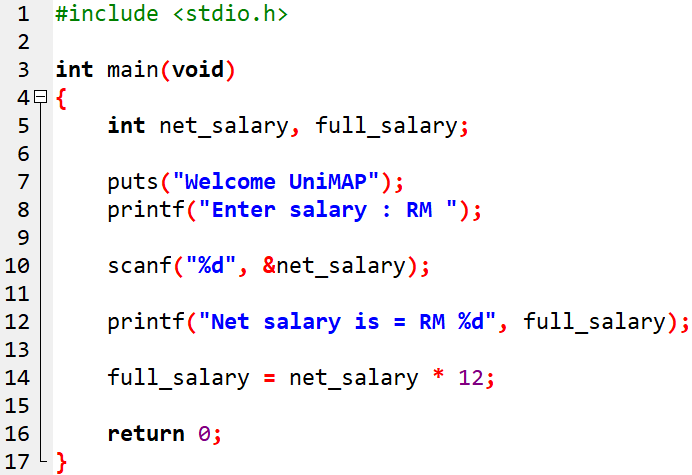 1 #include <stdio.h>
2
3 int main(void)
4 {
5 int net_salary, full_salary;
6
7 puts("Welcome UniMAP");
8 printf("Enter salary : RM ");
9
10 scanf("%d", &net_salary);
11
12 printf("Net salary is = RM %d", full_salary);
13
14 full_salary = net_salary * 12;
15
16 return 0;
17 }